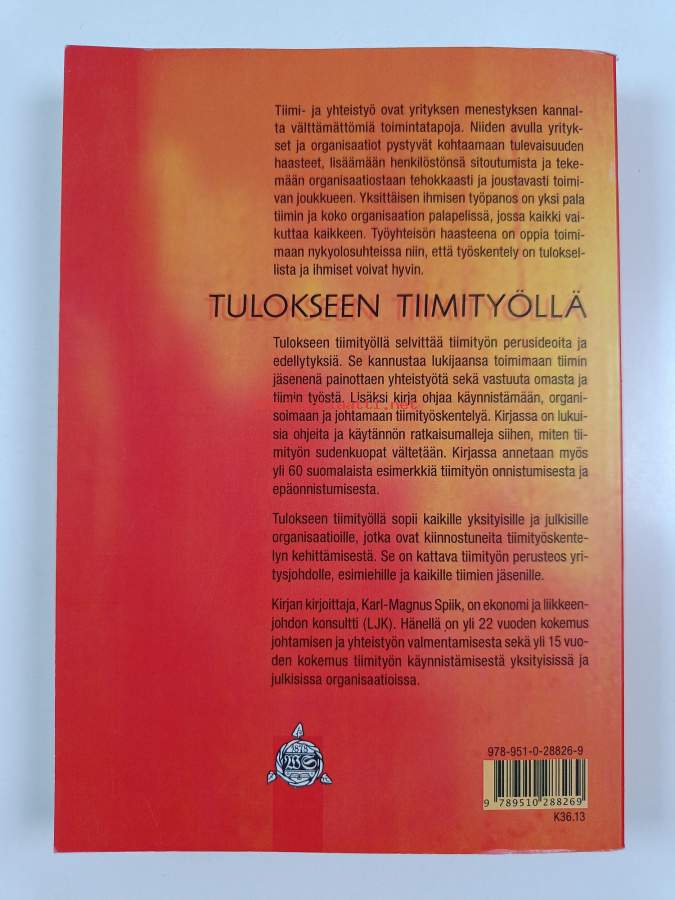 Tiimi- ja yhteistyö ovat yrityksen menestyksen kannal-
ta välttämättömiä toimintatapoja. Niiden avulla yrityk-
set ja organisaatiot pystyvät kohtaamaan tulevaisuuden
haasteet, lisäämään henkilöstönsä sitoutumista ja teke-
mään organisaatiostaan tehokkaasti ja joustavasti toimi-
van joukkueen. Yksittäisen ihmisen työpanos on yksi pala
tiimin ja koko organisaation palapelissä, jossa kaikki vai-
kuttaa kaikkeen. Työyhteisön haasteena on oppia toimi-
maan nykyolosuhteissa niin, että työskentely on tuloksel-
lista ja ihmiset voivat hyvin.
TULOKSEEN TIIMITYÖLLÄ
Tulokseen tiimityöllä selvittää tiimityön perusideoita ja
edellytyksiä. Se kannustaa lukijaansa toimimaan tiimin
jäsenenä painottaen yhteistyötä sekä vastuuta omasta ja
tiimin työstä. Lisäksi kirja ohjaa käynnistämään, organi-
soimaan ja johtamaan tiimityöskentelyä. Kirjassa on lukui-
sia ohjeita ja käytännön ratkaisumalleja siihen, miten tii-
mityön sudenkuopat vältetään. Kirjassa annetaan myös
yli 60 suomalaista esimerkkiä tiimityön onnistumisesta ja
epäonnistumisesta.
Tulokseen tiimityöllä sopii kaikille yksityisille ja julkisille
organisaatioille, jotka ovat kiinnostuneita tiimityöskente-
lyn kehittämisestä. Se on kattava tiimityön perusteos yri-
tysjohdolle, esimiehille ja kaikille tiimien jäsenille.
Kirjan kirjoittaja, Karl-Magnus Spiik, on ekonomi ja liikkeen-
johdon konsultti (LJK). Hänellä on yli 22 vuoden kokemus
johtamisen ja yhteistyön valmentamisesta sekä yli 15 vuo-
den kokemus tiimityön käynnistämisestä yksityisissä ja
julkisissa organisaatioissa.
1878
WS
978-951-0-28826-9
9 789510 288269
K36.13